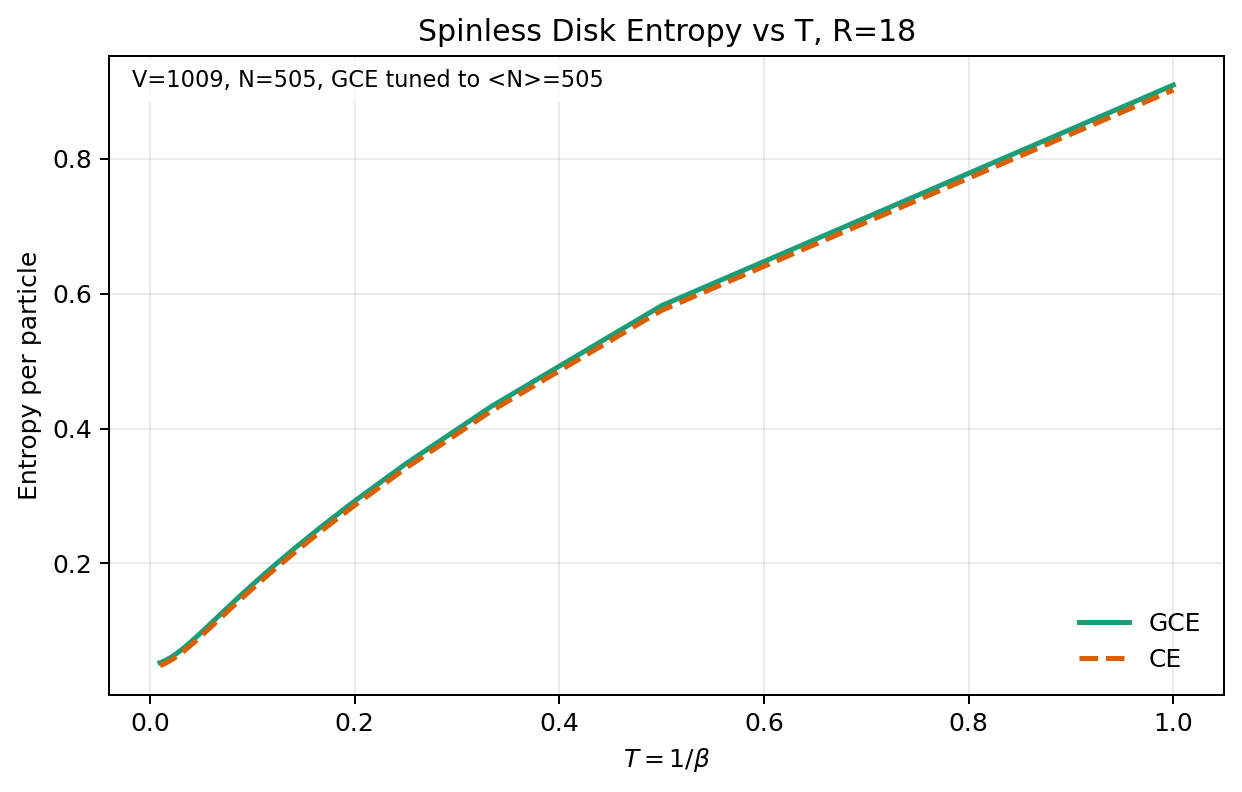 Spinless Disk Entropy vs T, R=18
V=1009, N=505, GCE tuned to <N>=505
Entropy per particle
0.8
0.6
0.4
0.2
GCE
CE
0.0 0.2 0.4 0.6 0.8 1.0
T = 1/β